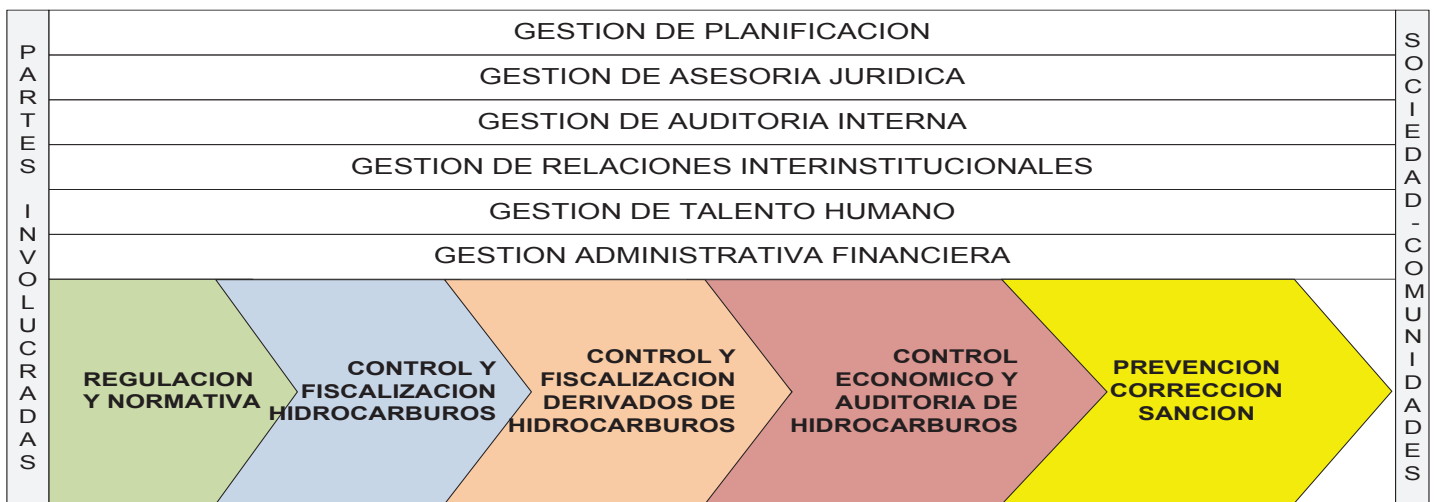 PARTES INVOLUCRADAS
GESTION DE PLANIFICACION
GESTION DE ASESORIA JURIDICA
GESTION DE AUDITORIA INTERNA
GESTION DE RELACIONES INTERINSTITUCIONALES
GESTION DE TALENTO HUMANO
GESTION ADMINISTRATIVA FINANCIERA
REGULACION
Y NORMATIVA
CONTROL Y
FISCALIZACION
HIDROCARBUROS
CONTROL Y
FISCALIZACION
DERIVADOS DE
HIDROCARBUROS
CONTROL
ECONOMICO Y
AUDITORIA DE
HIDROCARBUROS
PREVENCION
CORRECCION
SANCION
SOCIEDAD - COMUNIDADES